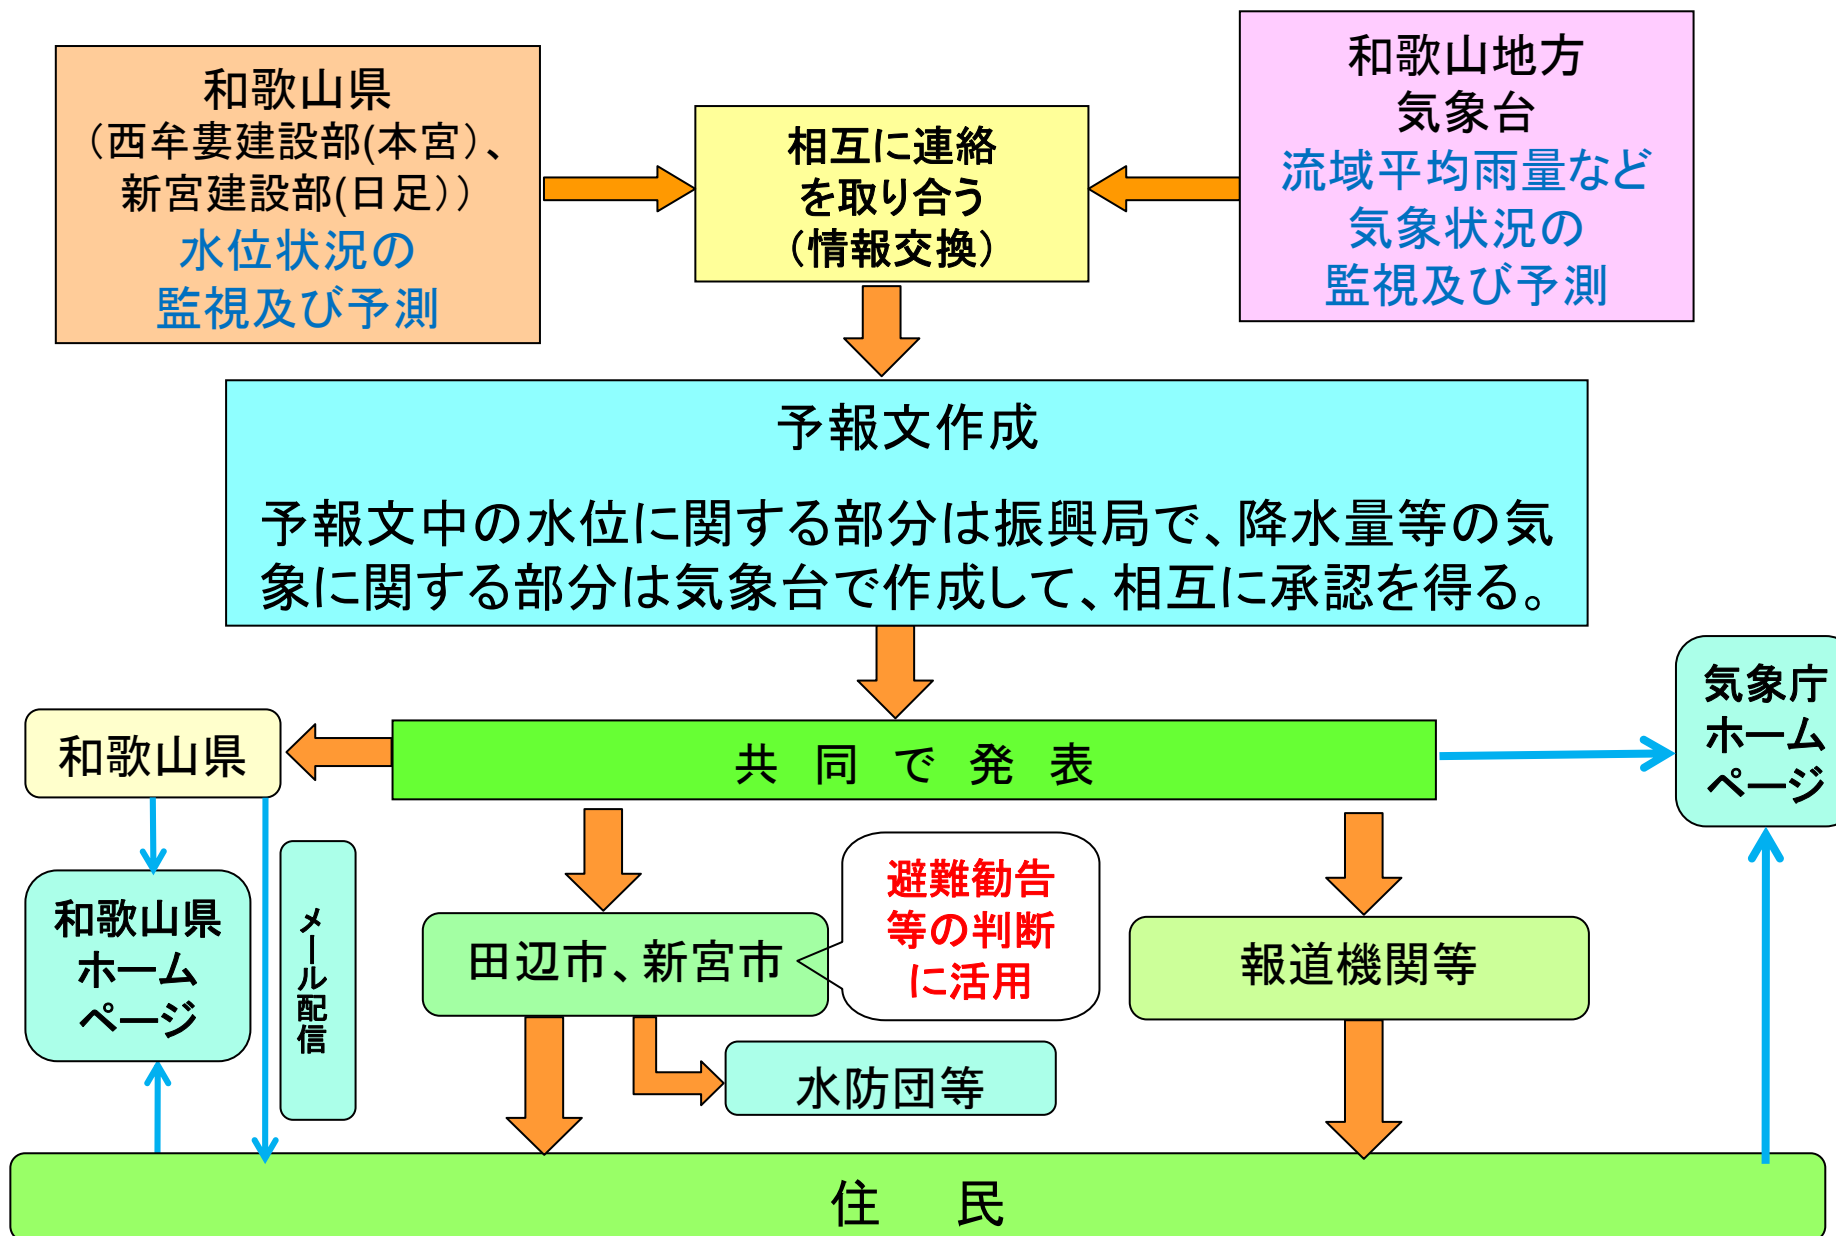 和歌山県
（西牟婁建設部(本宮）、
新宮建設部(日足））
水位状況の
監視及び予測
相互に連絡
を取り合う
（情報交換）
和歌山地方
気象台
流域平均雨量など
気象状況の
監視及び予測
予報文作成
予報文中の水位に関する部分は振興局で、降水量等の気
象に関する部分は気象台で作成して、相互に承認を得る。
共 同 で 発 表
和歌山県
気象庁
ホーム
ページ
和歌山県
ホーム
ページ
メール配信
田辺市、新宮市
避難勧告
等の判断
に活用
報道機関等
水防団等
住 民